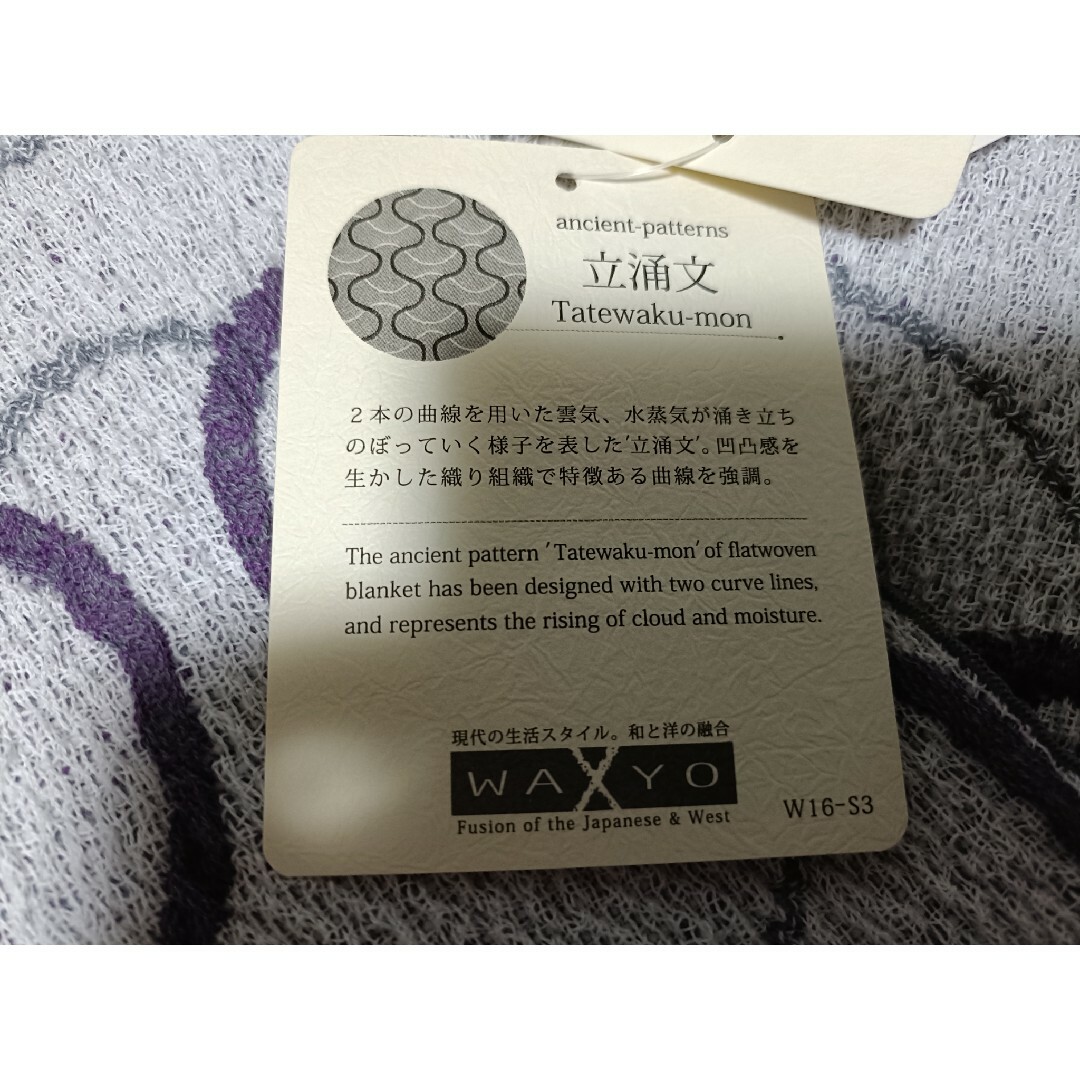 ancient-patterns
立涌文
Tatewaku-mon
２本の曲線を用いた雲気、水蒸気が涌き立ち
のぼっていく様子を表した'立涌文'。凹凸感を
生かした織り組織で特徴ある曲線を強調。
The ancient pattern 'Tatewaku-mon' of flatwoven
blanket has been designed with two curve lines,
and represents the rising of cloud and moisture.
現代の生活スタイル。和と洋の融合
WAXYO
Fusion of the Japanese & West
W16-S3